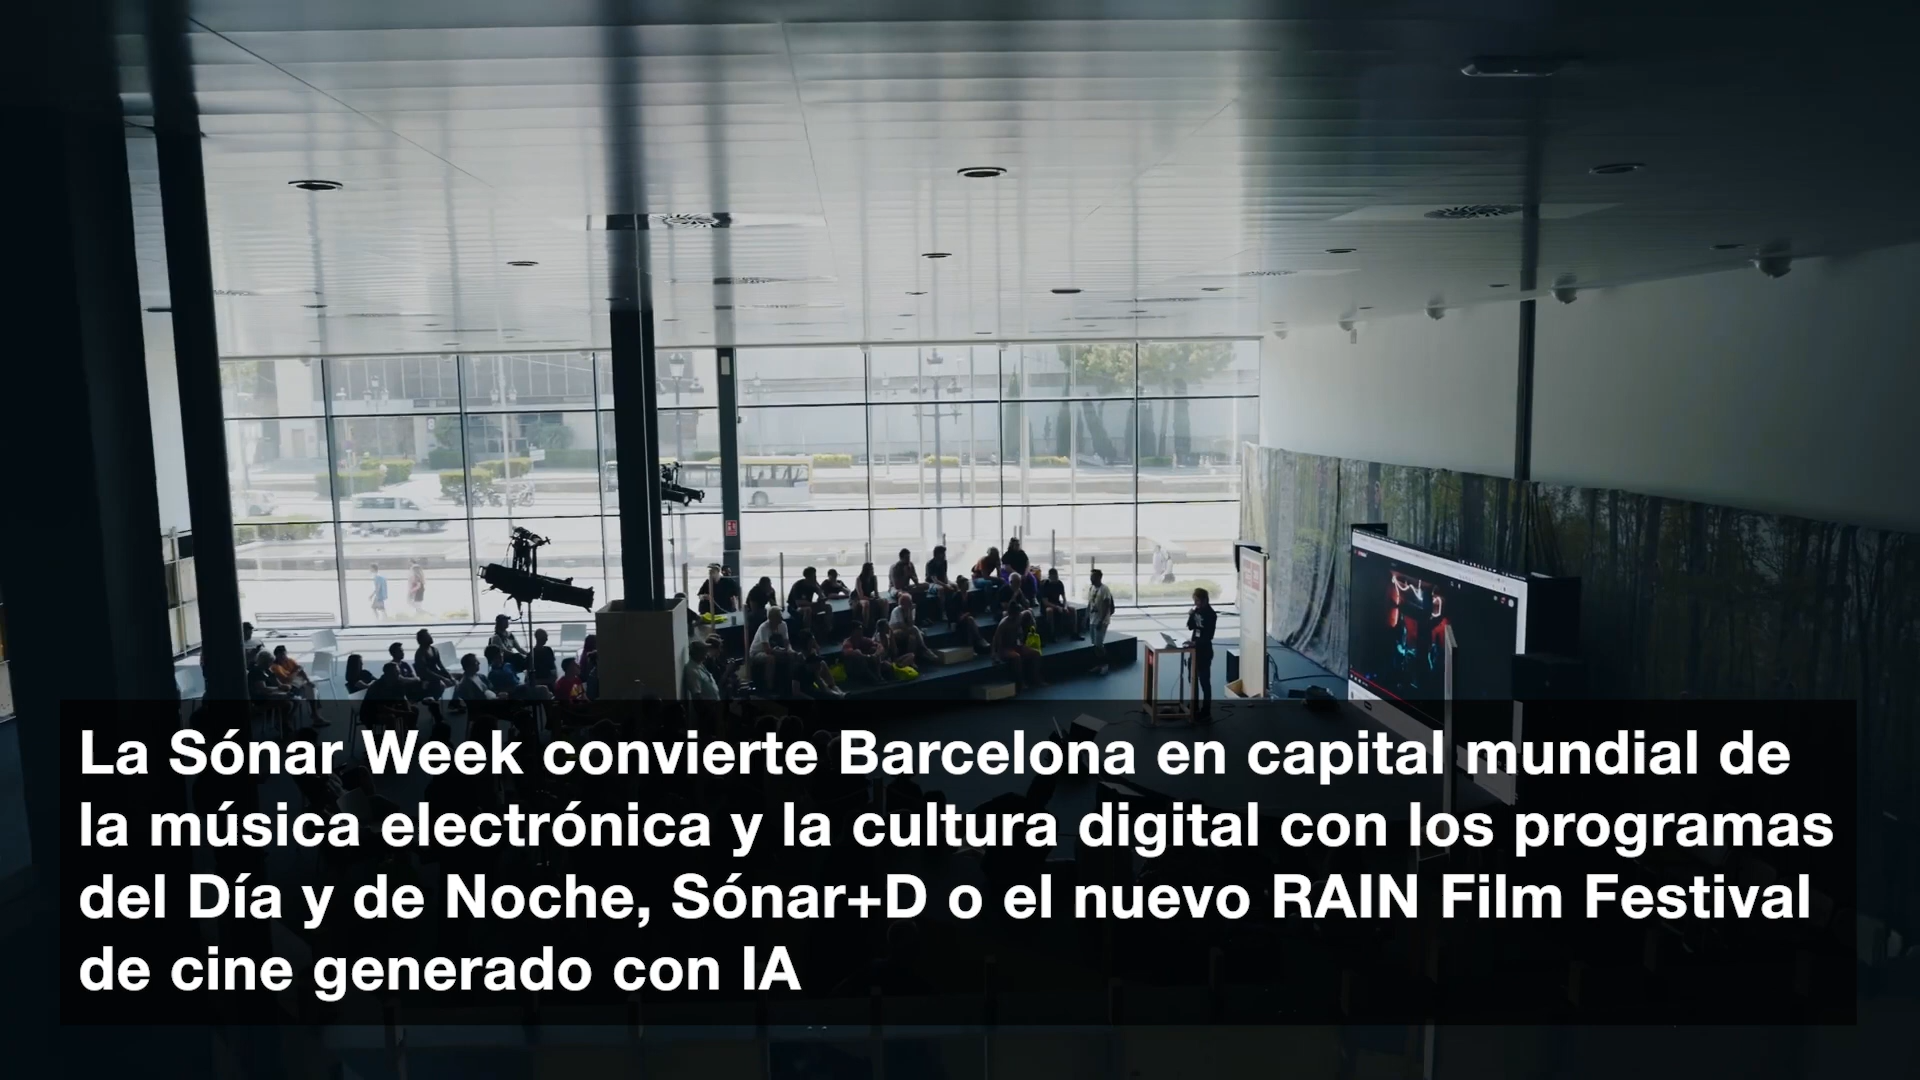 La Sónar Week convierte Barcelona en capital mundial de
la música electrónica y la cultura digital con los programas
del Día y de Noche, Sónar+D o el nuevo RAIN Film Festival
de cine generado con IA